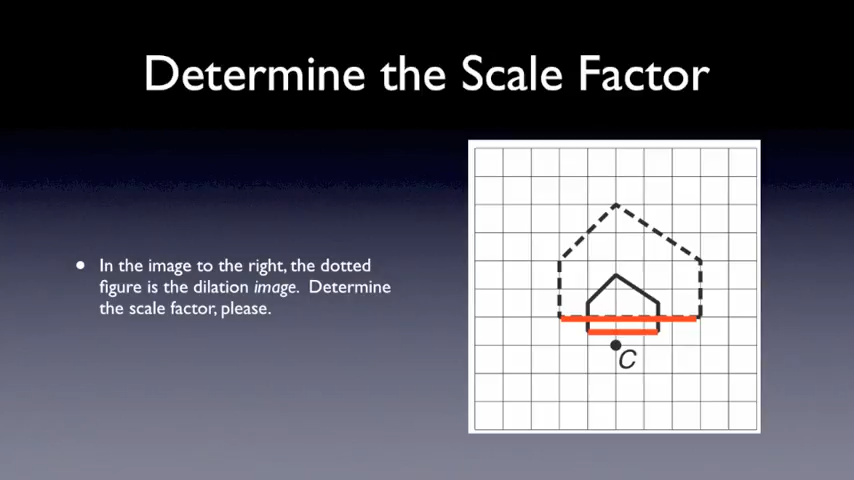 Determine the Scale Factor
• In the image to the right, the dotted
figure is the dilation image. Determine
the scale factor, please.
C